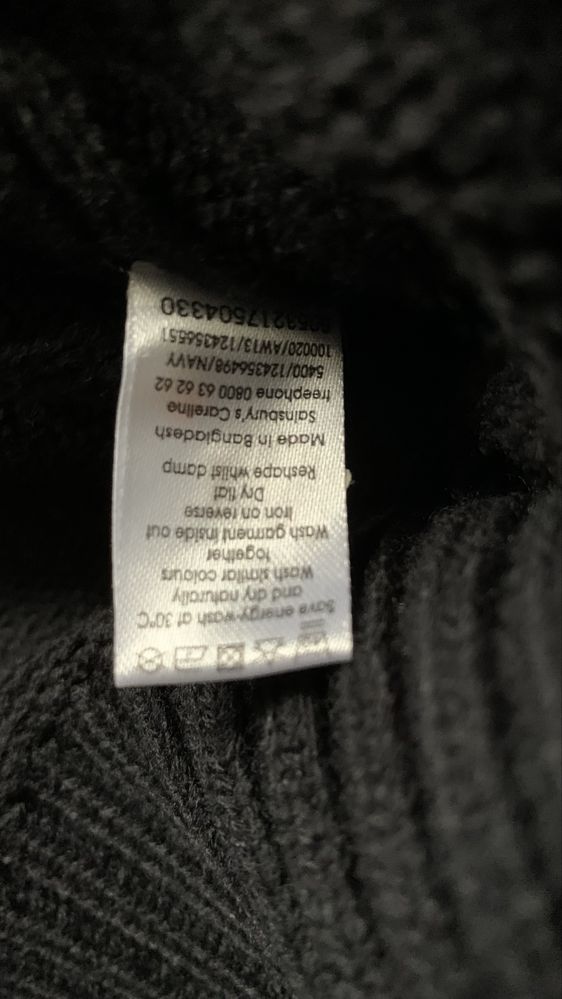 Save energy-wash at 30°C
and dry naturally
Wash similar colours
together
Wash garment inside out
Iron on reverse
Dry flat
Reshape whilst damp
Made in Bangladesh
Sainsbury's Careline
freephone 0800 63 62 62
5400/124356498/NAVY
100020/AW13/124356551